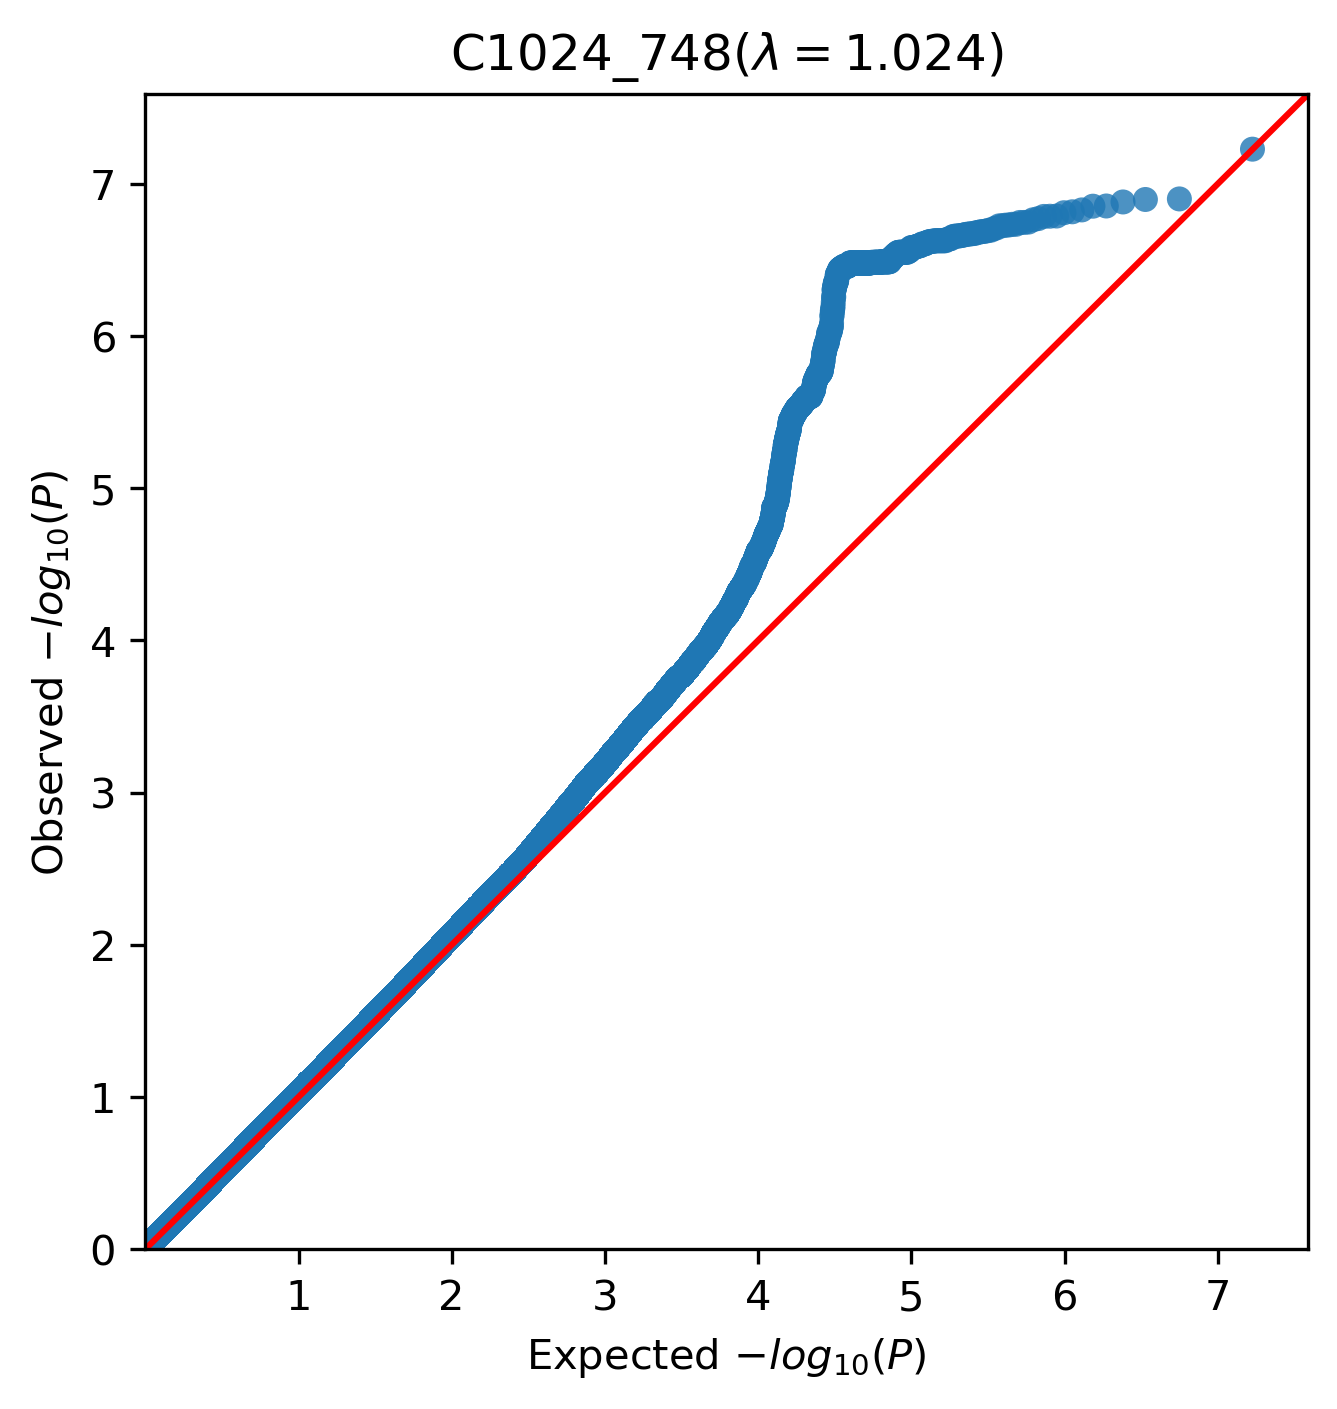 C1024_748(λ = 1.024)
7
6
5
4
3
2
1
0
Observed −log₁₀(P)
1 2 3 4 5 6 7
Expected −log₁₀(P)